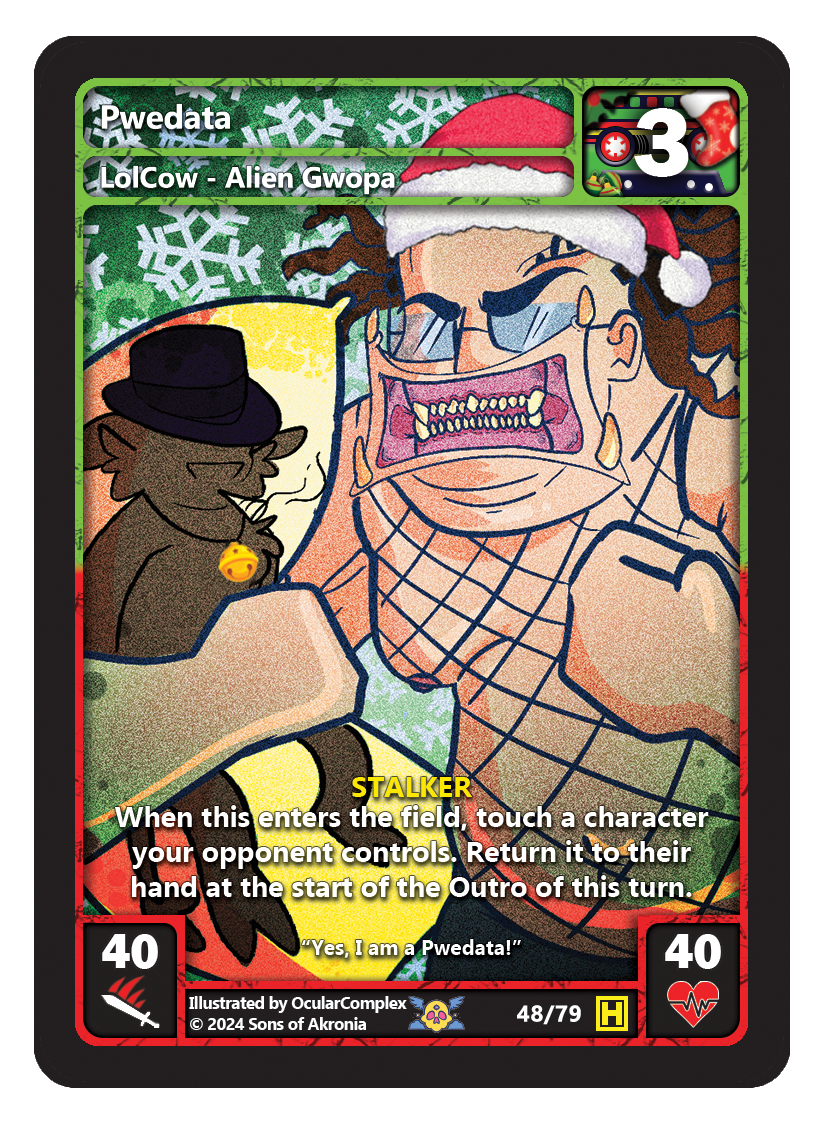 Pwedata
3
LolCow - Alien Gwopa
STALKER
When this enters the field, touch a character
your opponent controls. Return it to their
hand at the start of the Outro of this turn.
40
“Yes, I am a Pwedata!”
40
Illustrated by OcularComplex
© 2024 Sons of Akronia
48/79
H